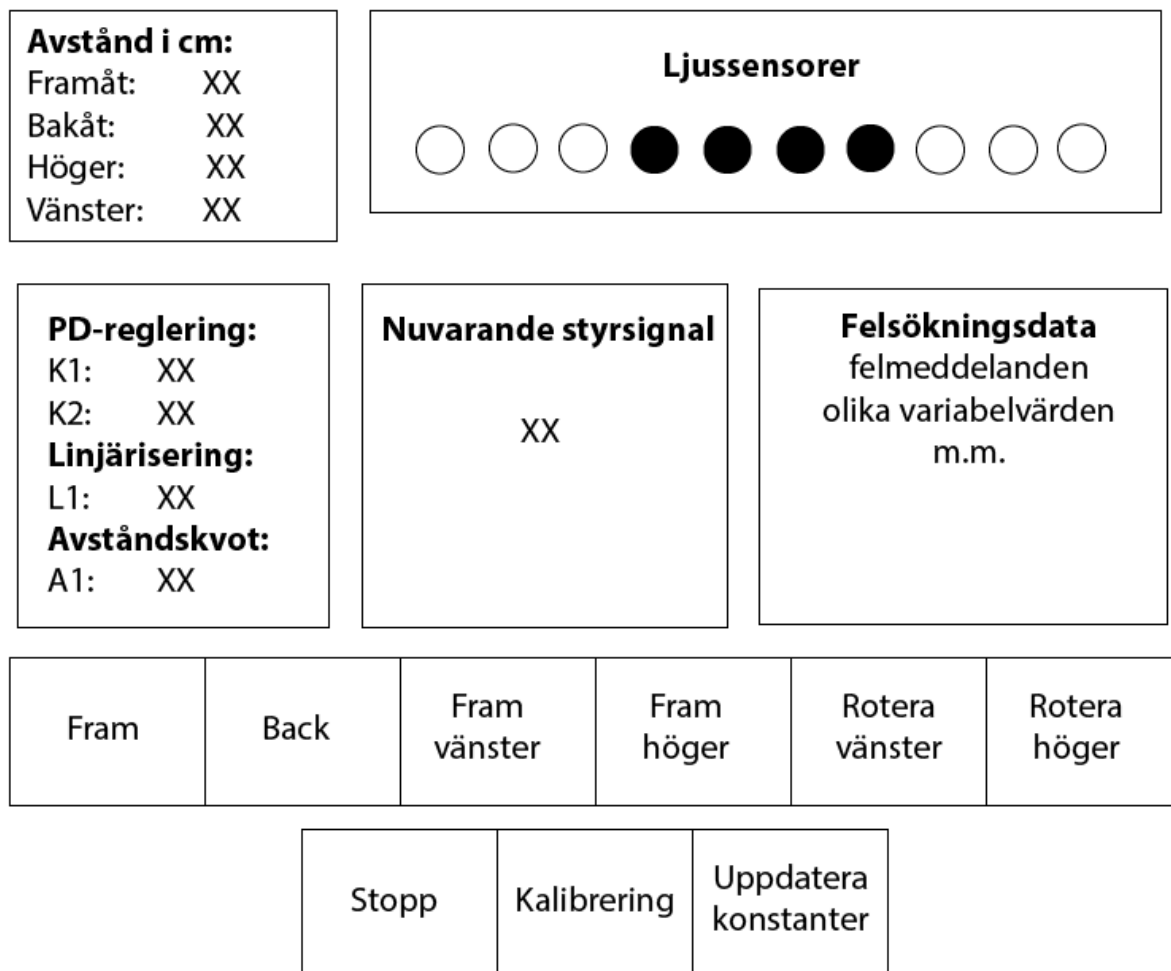 Avstånd i cm:
Framåt: XX
Bakåt: XX
Höger: XX
Vänster: XX
Ljussensorer
PD-reglering:
K1: XX
K2: XX
Linjärisering:
L1: XX
Avståndskvot:
A1: XX
Nuvarande styrsignal
XX
Felsökningsdata
felmeddelanden
olika variabelvärden
m.m.
Fram
Back
Fram
vänster
Fram
höger
Rotera
vänster
Rotera
höger
Stopp
Kalibrering
Uppdatera
konstanter